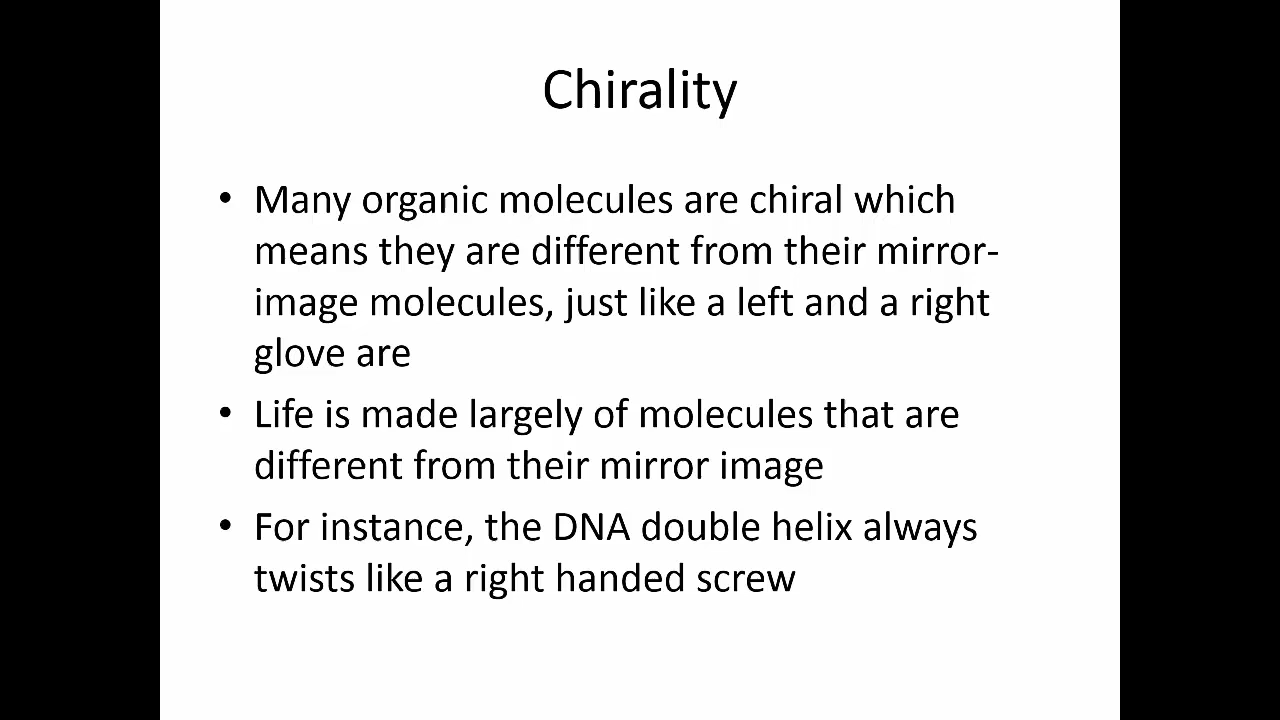 Chirality
• Many organic molecules are chiral which
means they are different from their mirror-
image molecules, just like a left and a right
glove are
• Life is made largely of molecules that are
different from their mirror image
• For instance, the DNA double helix always
twists like a right handed screw